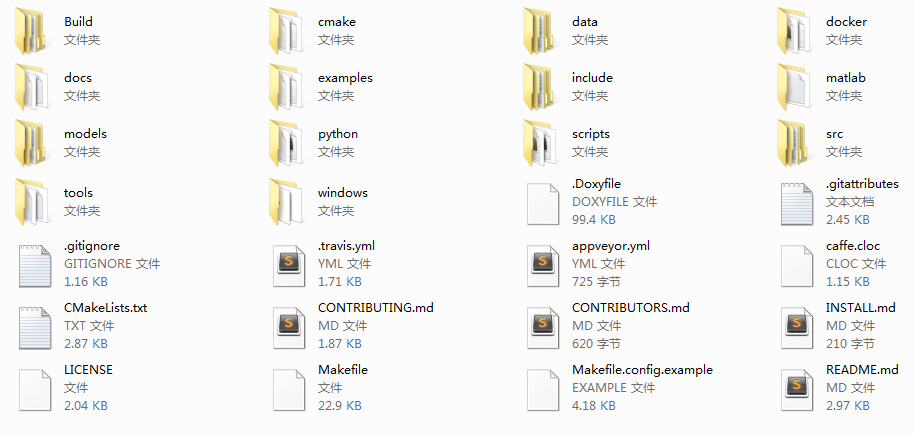 Build
文件夹
cmake
文件夹
data
文件夹
docker
文件夹
docs
文件夹
examples
文件夹
include
文件夹
matlab
文件夹
models
文件夹
python
文件夹
scripts
文件夹
src
文件夹
tools
文件夹
windows
文件夹
.Doxyfile
DOXYFILE 文件
99.4 KB
.gitattributes
文本文档
2.45 KB
.gitignore
GITIGNORE 文件
1.16 KB
.travis.yml
YML 文件
1.71 KB
appveyor.yml
YML 文件
725 字节
caffe.cloc
CLOC 文件
1.15 KB
CMakeLists.txt
TXT 文件
2.87 KB
CONTRIBUTING.md
MD 文件
1.87 KB
CONTRIBUTORS.md
MD 文件
620 字节
INSTALL.md
MD 文件
210 字节
LICENSE
文件
2.04 KB
Makefile
文件
22.9 KB
Makefile.config.example
EXAMPLE 文件
4.18 KB
README.md
MD 文件
2.97 KB